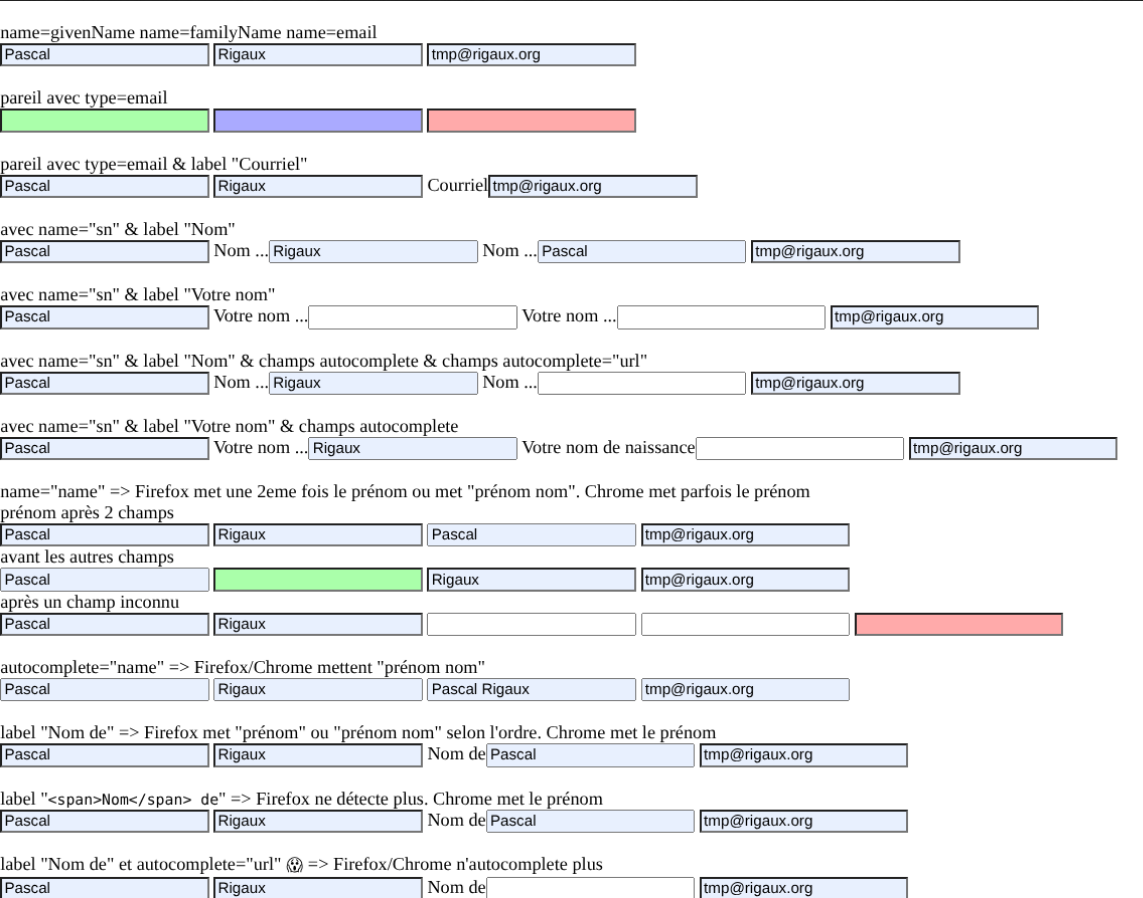 name=givenName name=familyName name=email
Pascal Rigaux tmp@rigaux.org
pareil avec type=email
pareil avec type=email & label "Courriel"
Pascal Rigaux Courriel tmp@rigaux.org
avec name="sn" & label "Nom"
Pascal Nom ... Rigaux Nom ... Pascal tmp@rigaux.org
avec name="sn" & label "Votre nom"
Pascal Votre nom ... Votre nom ... tmp@rigaux.org
avec name="sn" & label "Nom" & champs autocomplete & champs autocomplete="url"
Pascal Nom ... Rigaux Nom ... tmp@rigaux.org
avec name="sn" & label "Votre nom" & champs autocomplete
Pascal Votre nom ... Rigaux Votre nom de naissance tmp@rigaux.org
name="name" => Firefox met une 2eme fois le prénom ou met "prénom nom". Chrome met parfois le prénom
prénom après 2 champs
Pascal Rigaux Pascal tmp@rigaux.org
avant les autres champs
Pascal Rigaux tmp@rigaux.org
après un champ inconnu
Pascal Rigaux
autocomplete="name" => Firefox/Chrome mettent "prénom nom"
Pascal Rigaux Pascal Rigaux tmp@rigaux.org
label "Nom de" => Firefox met "prénom" ou "prénom nom" selon l'ordre. Chrome met le prénom
Pascal Rigaux Nom de Pascal tmp@rigaux.org
label "<span>Nom</span> de" => Firefox ne détecte plus. Chrome met le prénom
Pascal Rigaux Nom de Pascal tmp@rigaux.org
label "Nom de" et autocomplete="url" 😱 => Firefox/Chrome n'autocomplete plus
Pascal Rigaux Nom de tmp@rigaux.org